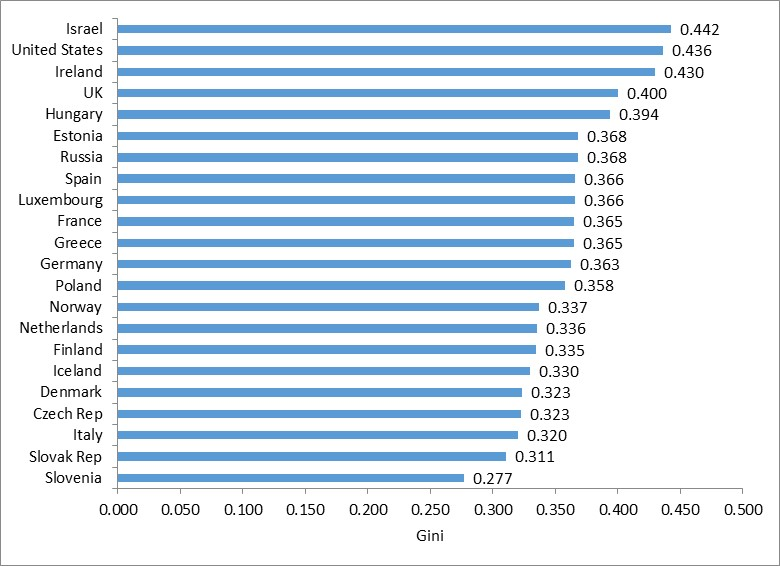 Israel 0.442
United States 0.436
Ireland 0.430
UK 0.400
Hungary 0.394
Estonia 0.368
Russia 0.368
Spain 0.366
Luxembourg 0.366
France 0.365
Greece 0.365
Germany 0.363
Poland 0.358
Norway 0.337
Netherlands 0.336
Finland 0.335
Iceland 0.330
Denmark 0.323
Czech Rep 0.323
Italy 0.320
Slovak Rep 0.311
Slovenia 0.277
0.000 0.050 0.100 0.150 0.200 0.250 0.300 0.350 0.400 0.450 0.500
Gini